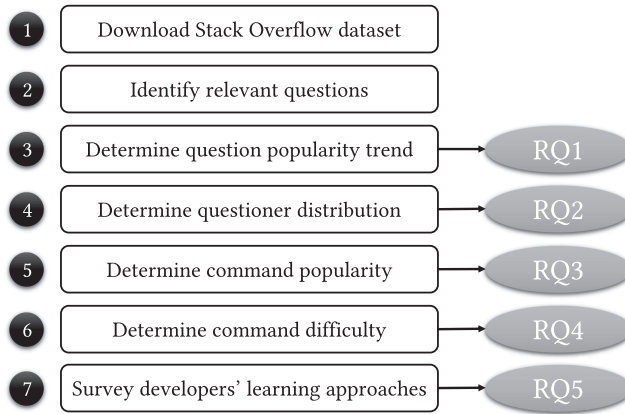 1 Download Stack Overflow dataset
2 Identify relevant questions
3 Determine question popularity trend RQ1
4 Determine questioner distribution RQ2
5 Determine command popularity RQ3
6 Determine command difficulty RQ4
7 Survey developers' learning approaches RQ5